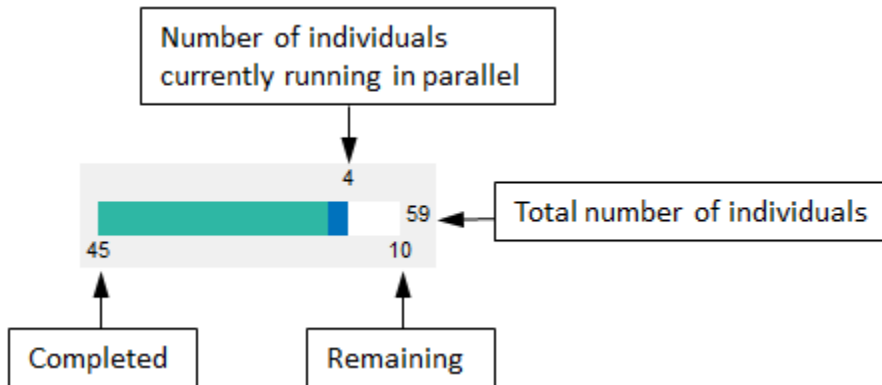 Number of individuals
currently running in parallel
4
59
Total number of individuals
45
10
Completed
Remaining